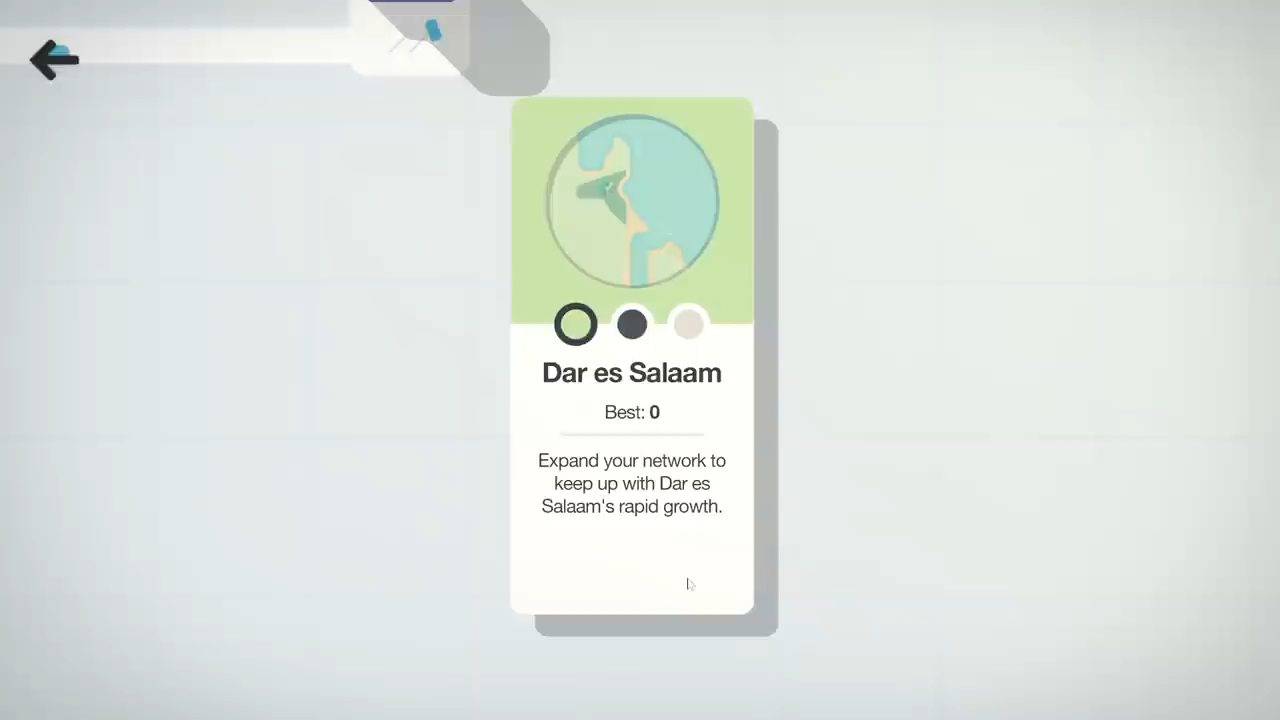 Dar es Salaam
Best: 0
Expand your network to
keep up with Dar es
Salaam's rapid growth.